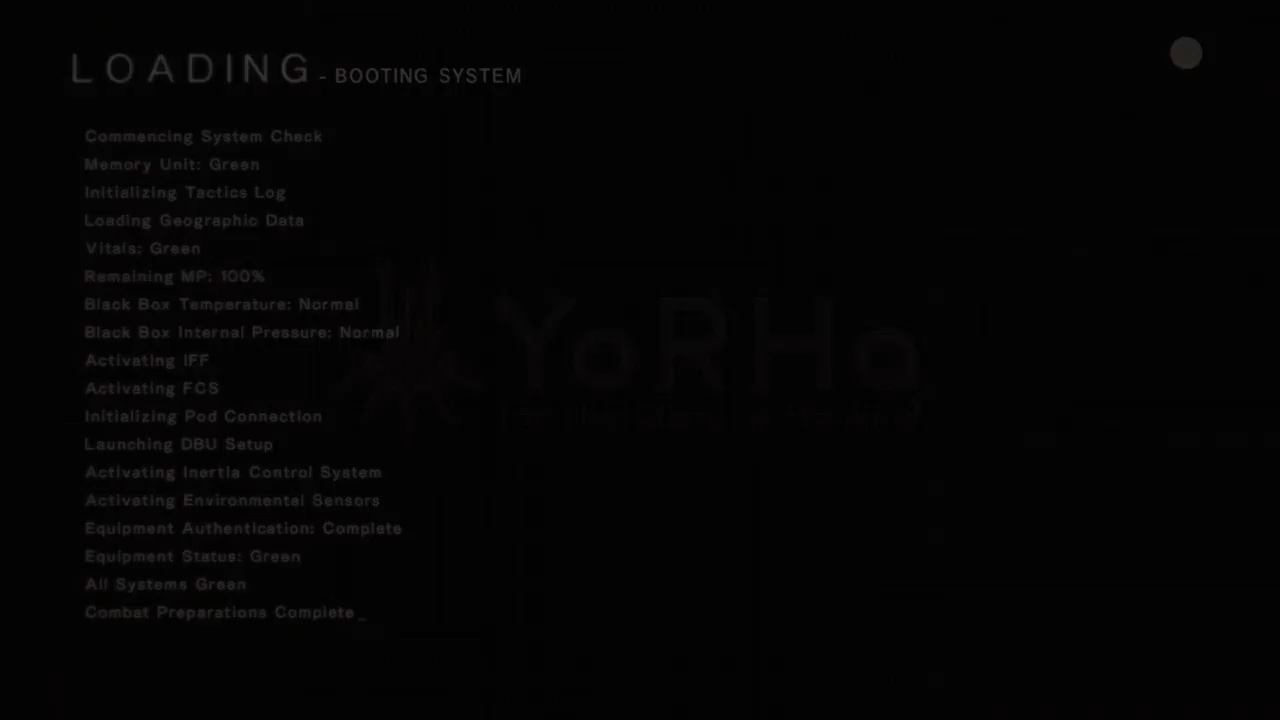 LOADING - BOOTING SYSTEM
Commencing System Check
Memory Unit: Green
Initializing Tactics Log
Loading Geographic Data
Vitals: Green
Remaining MP: 100%
Black Box Temperature: Normal
Black Box Internal Pressure: Normal
Activating IFF
Activating FCS
Initializing Pod Connection
Launching DBU Setup
Activating Inertia Control System
Activating Environmental Sensors
Equipment Authentication: Complete
Equipment Status: Green
All Systems Green
Combat Preparations Complete_
YoRHa